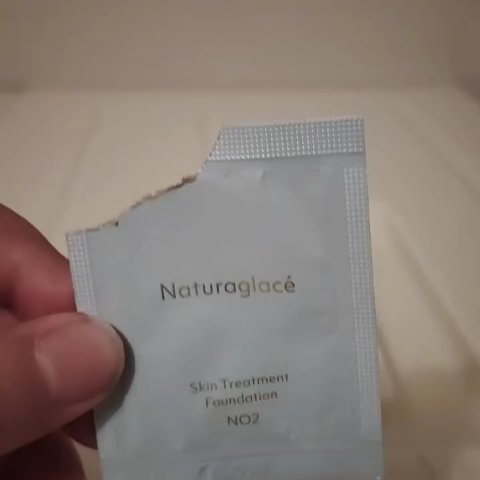 Naturaglacé
Skin Treatment
Foundation
NO2